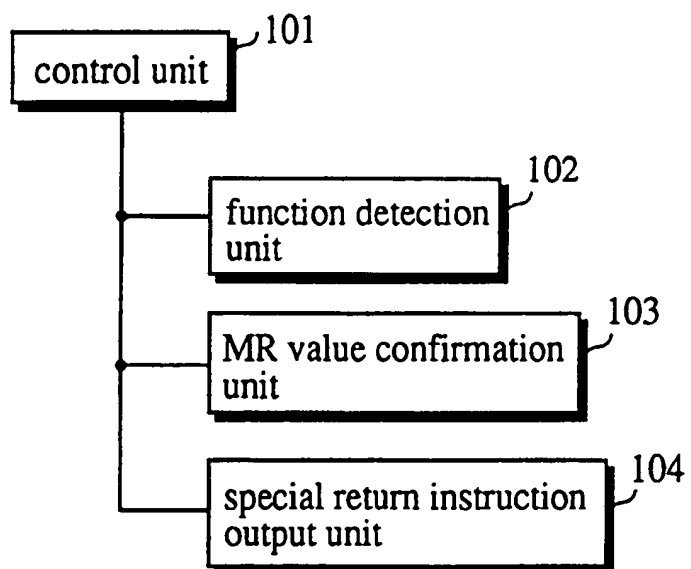 101
control unit
102
function detection
unit
103
MR value confirmation
unit
104
special return instruction
output unit